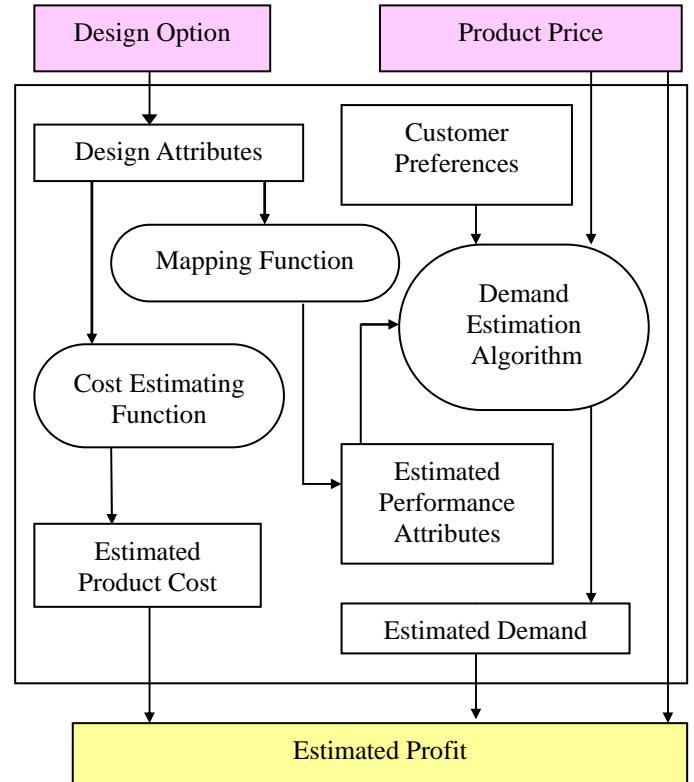 Design Option
Product Price
Design Attributes
Customer
Preferences
Mapping Function
Demand
Estimation
Algorithm
Cost Estimating
Function
Estimated
Performance
Attributes
Estimated
Product Cost
Estimated Demand
Estimated Profit